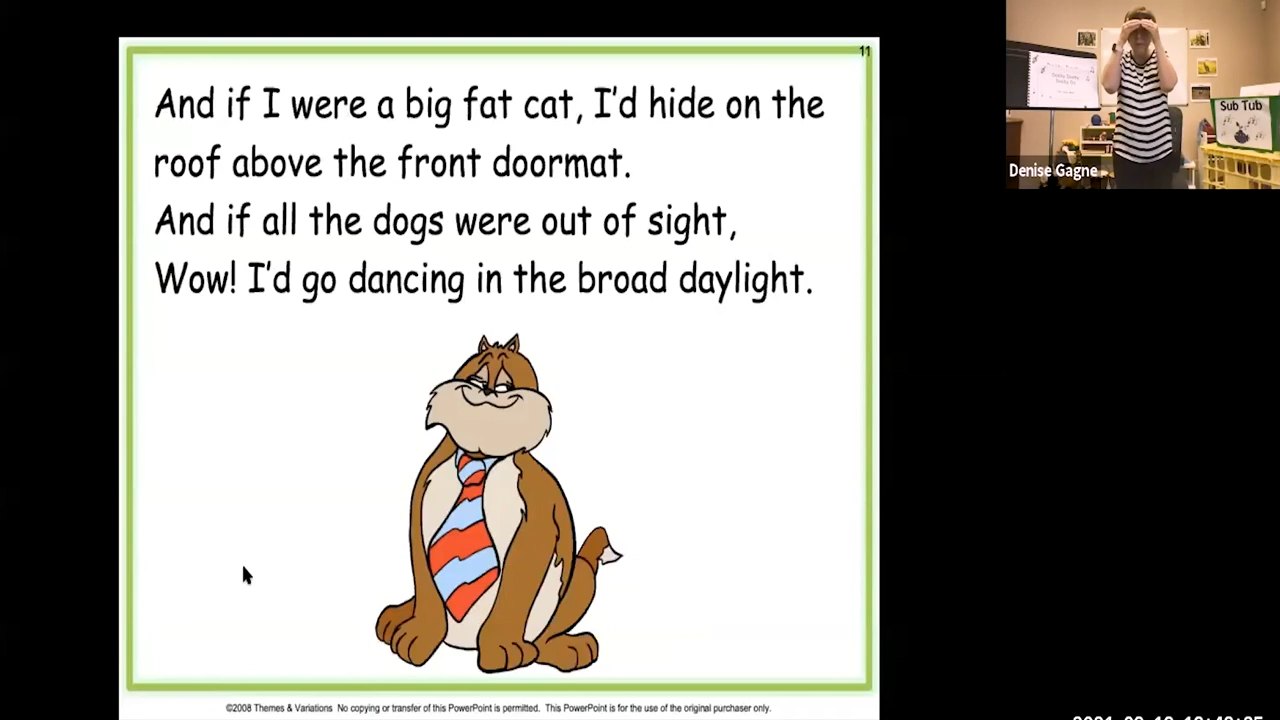 11
And if I were a big fat cat, I'd hide on the
roof above the front doormat.
And if all the dogs were out of sight,
Wow! I'd go dancing in the broad daylight.
©2008 Themes & Variations No copying or transfer of this PowerPoint is permitted. This PowerPoint is for the use of the original purchaser only.
Sub Tub
Denise Gagne